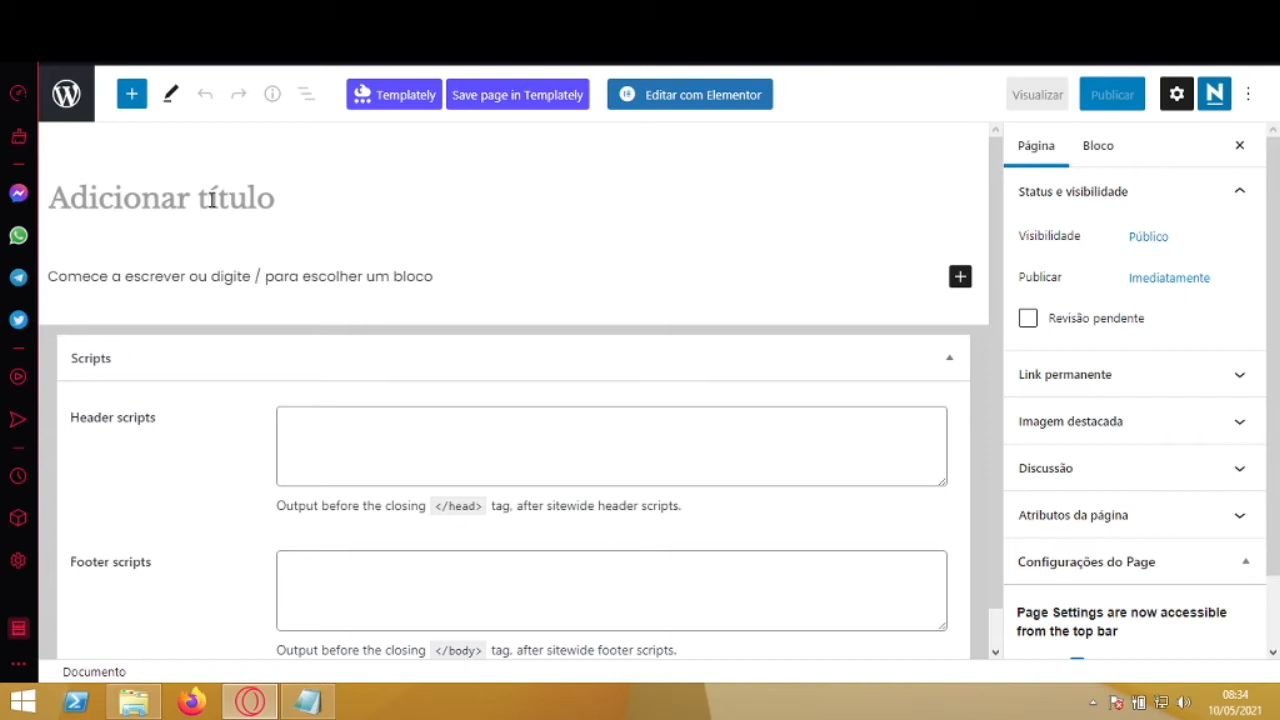 Templately
Save page in Templately
Editar com Elementor
Visualizar
Publicar
Adicionar título
Comece a escrever ou digite / para escolher um bloco
Scripts
Header scripts
Output before the closing </head> tag, after sitewide header scripts.
Footer scripts
Output before the closing </body> tag, after sitewide footer scripts.
Documento
Página
Bloco
Status e visibilidade
Visibilidade
Público
Publicar
Imediatamente
Revisão pendente
Link permanente
Imagem destacada
Discussão
Atributos da página
Configurações do Page
Page Settings are now accessible
from the top bar
08:34
10/05/2021